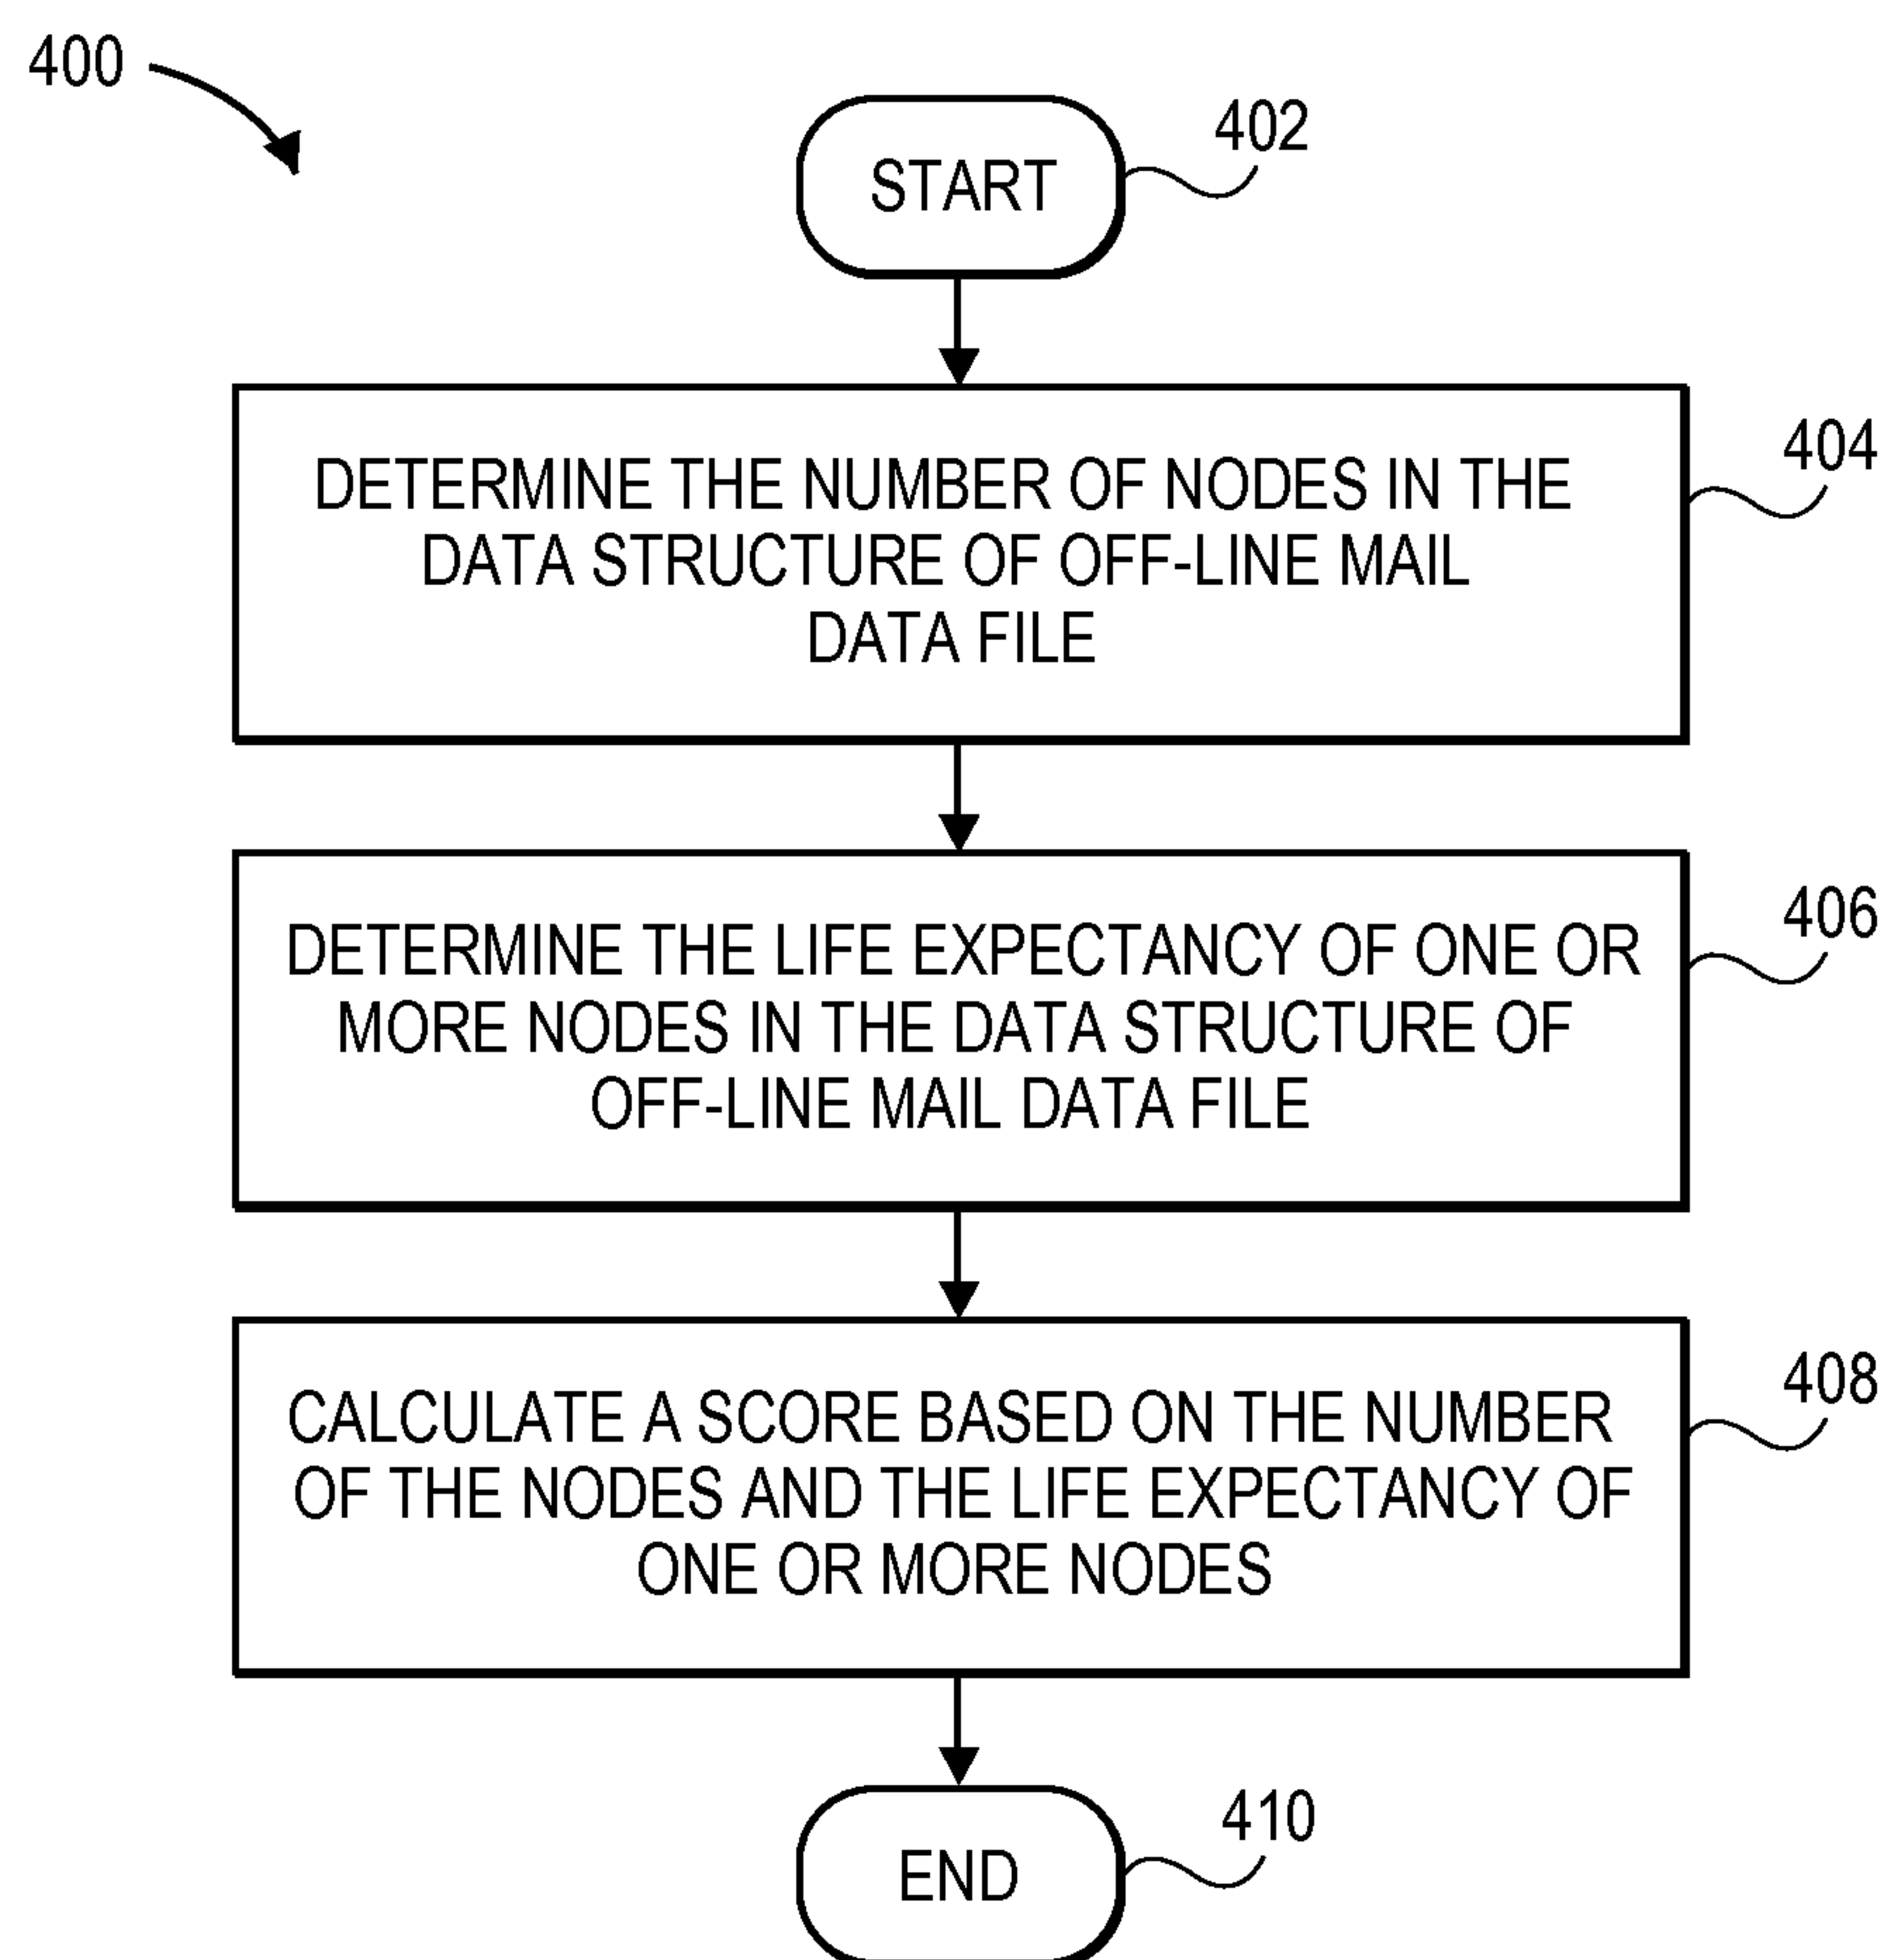 400
START
402
DETERMINE THE NUMBER OF NODES IN THE
DATA STRUCTURE OF OFF-LINE MAIL
DATA FILE
404
DETERMINE THE LIFE EXPECTANCY OF ONE OR
MORE NODES IN THE DATA STRUCTURE OF
OFF-LINE MAIL DATA FILE
406
CALCULATE A SCORE BASED ON THE NUMBER
OF THE NODES AND THE LIFE EXPECTANCY OF
ONE OR MORE NODES
408
END
410